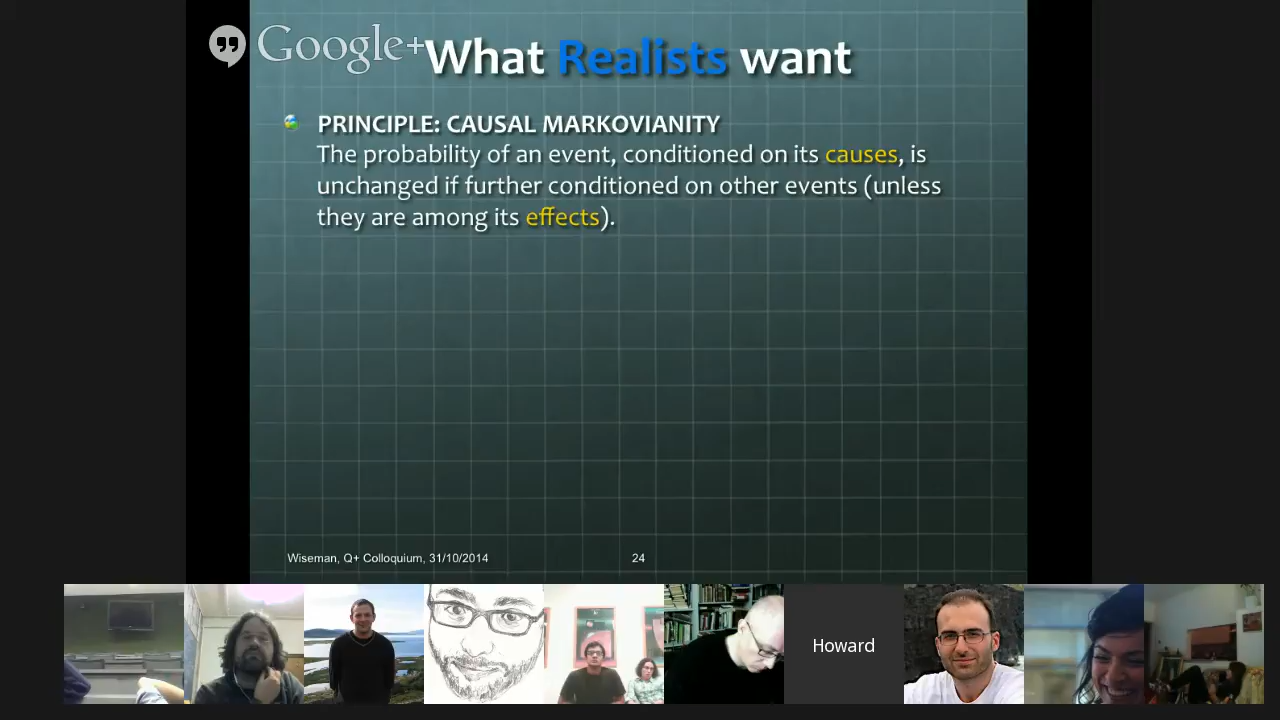 Google+
What Realists want
PRINCIPLE: CAUSAL MARKOVIANITY
The probability of an event, conditioned on its causes, is
unchanged if further conditioned on other events (unless
they are among its effects).
Wiseman, Q+ Colloquium, 31/10/2014
24
Howard